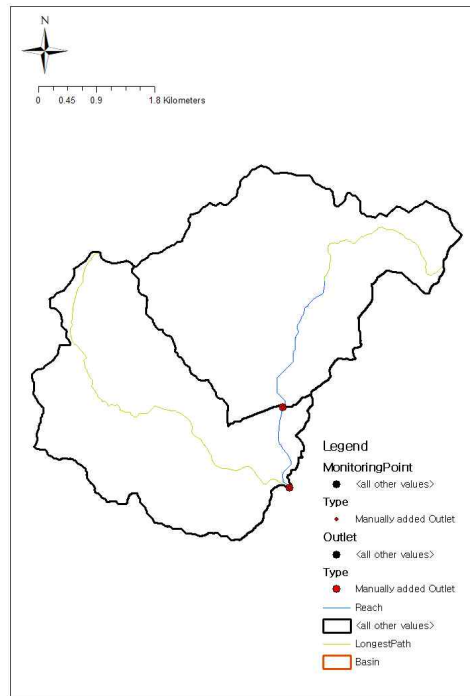 N
0 0.45 0.9 1.8 Kilometers
Legend
MonitoringPoint
<all other values>
Type
Manually added Outlet
Outlet
<all other values>
Type
Manually added Outlet
Reach
<all other values>
LongestPath
Basin